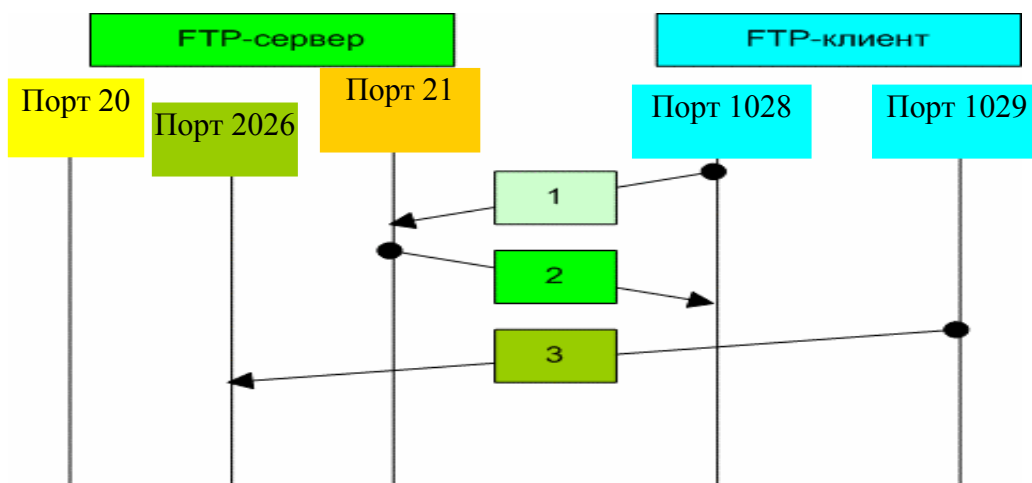 FTP-сервер
FTP-клиент
Порт 20
Порт 2026
Порт 21
Порт 1028
Порт 1029
1
2
3